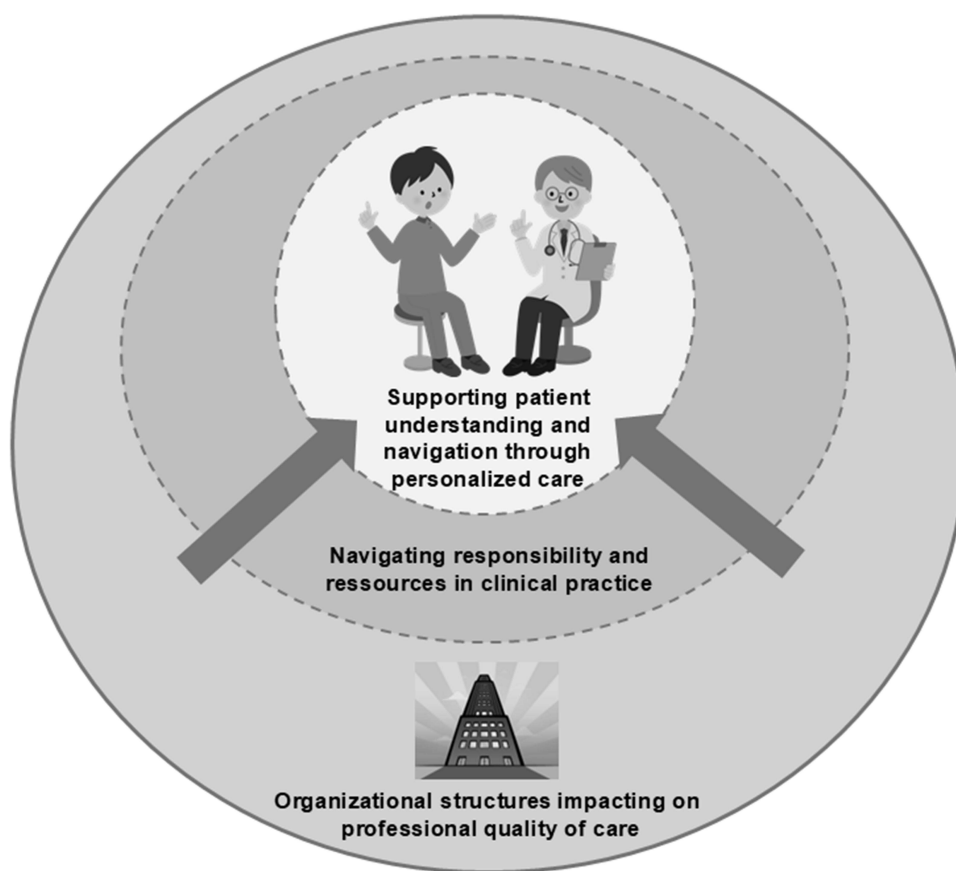 Supporting patient
understanding and
navigation through
personalized care
Navigating responsibility and
ressources in clinical practice
Organizational structures impacting on
professional quality of care